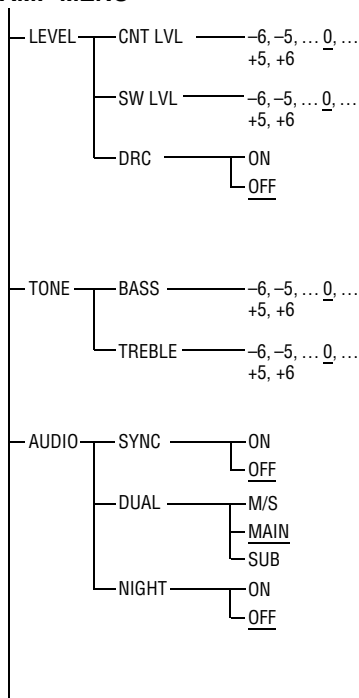 LEVEL CNT LVL –6, –5, … 0, …
+5, +6
SW LVL –6, –5, … 0, …
+5, +6
DRC ON
OFF
TONE BASS –6, –5, … 0, …
+5, +6
TREBLE –6, –5, … 0, …
+5, +6
AUDIO SYNC ON
OFF
DUAL M/S
MAIN
SUB
NIGHT ON
OFF